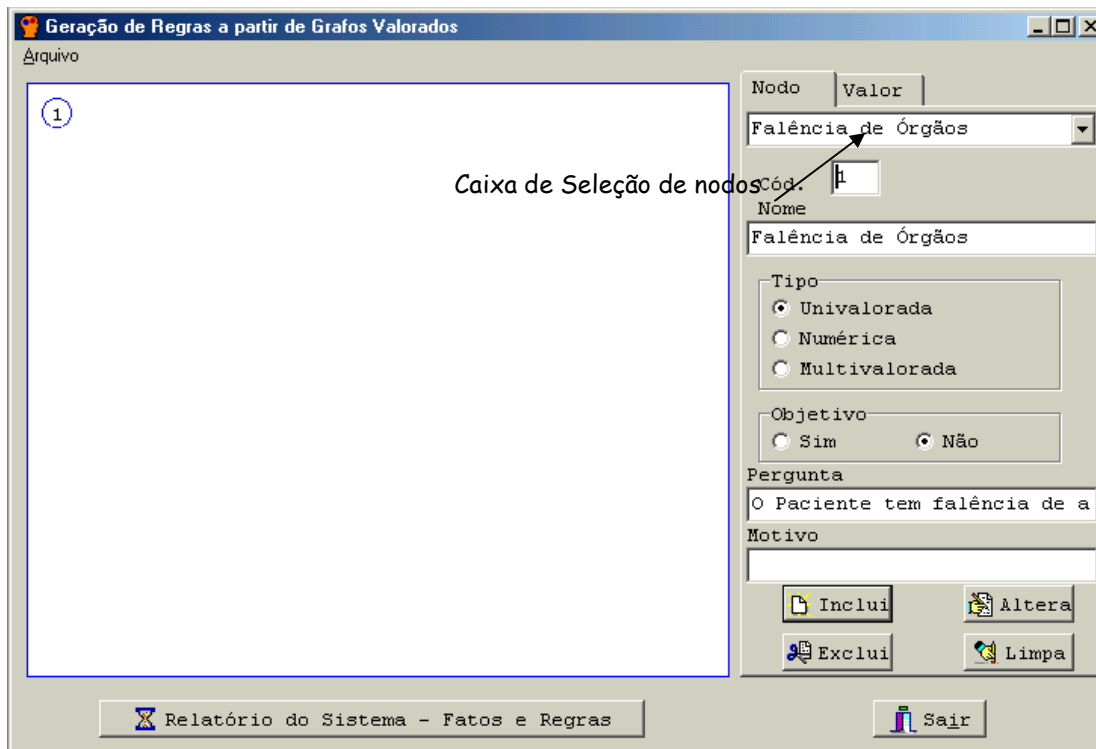 Geração de Regras a partir de Grafos Valorados
Arquivo
1
Nodo Valor
Falência de Órgãos
Caixa de Seleção de nodos
Cód. 1
Nome
Falência de Órgãos
Tipo
Univalorada
Numérica
Multivalorada
Objetivo
Sim Não
Pergunta
O Paciente tem falência de a
Motivo
Inclui Altera
Exclui Limpa
Relatório do Sistema - Fatos e Regras Sair